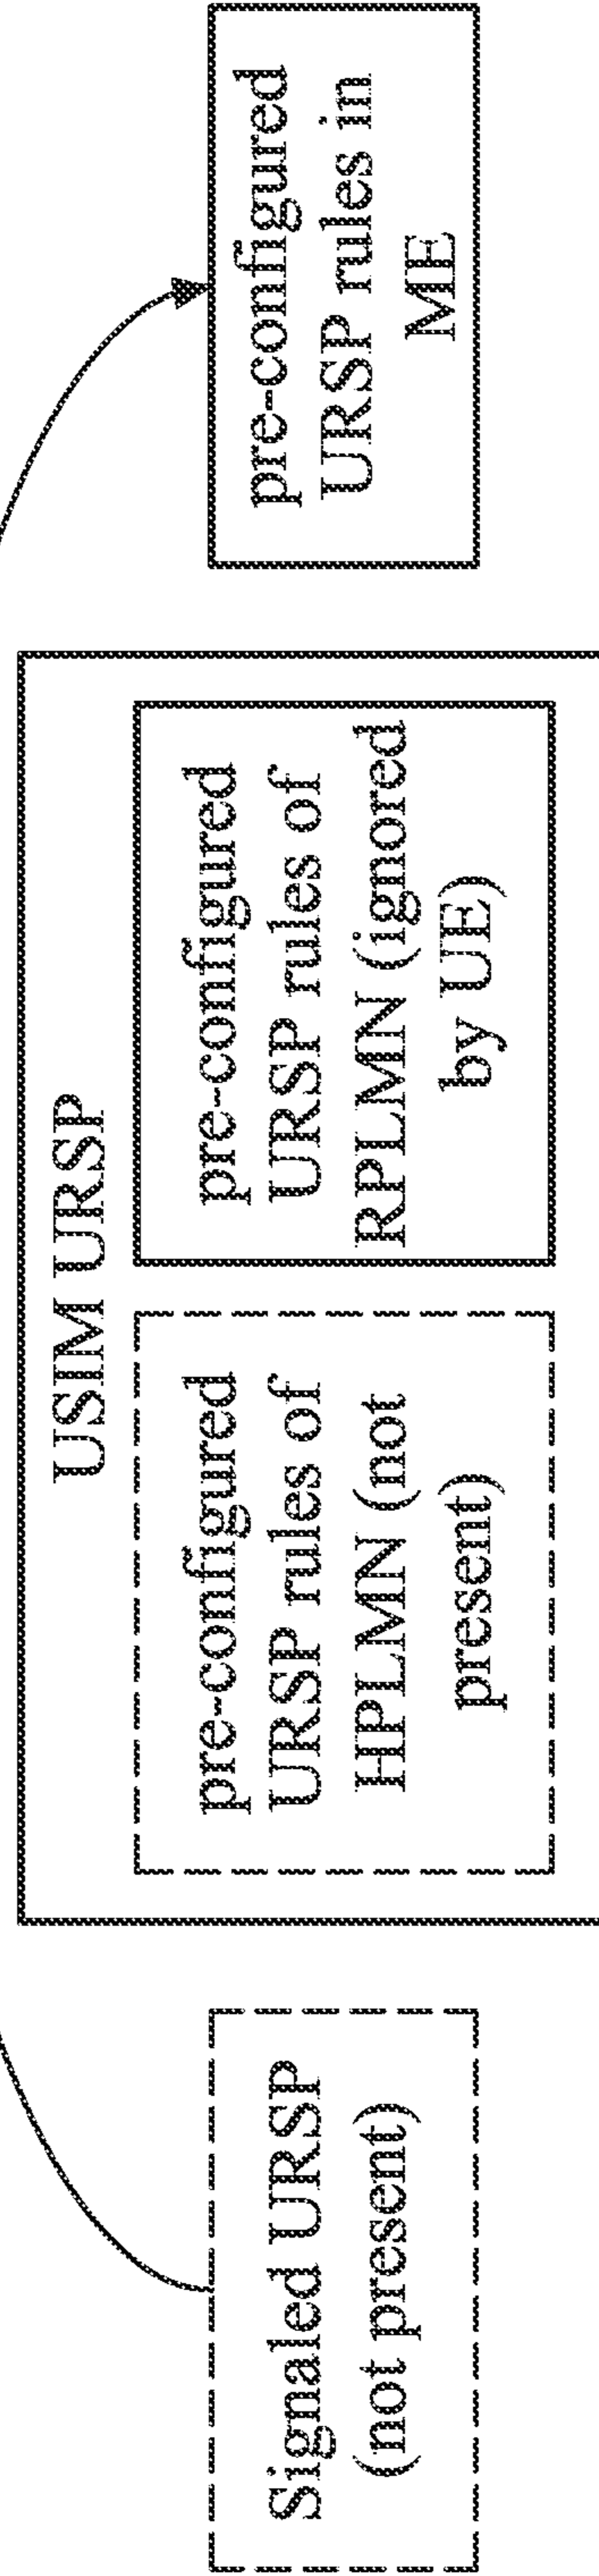 Signaled URSP
(not present)
USIM URSP
pre-configured
URSP rules of
HPLMN (not
present)
pre-configured
URSP rules of
RPLMN (ignored
by UE)
pre-configured
URSP rules in
ME